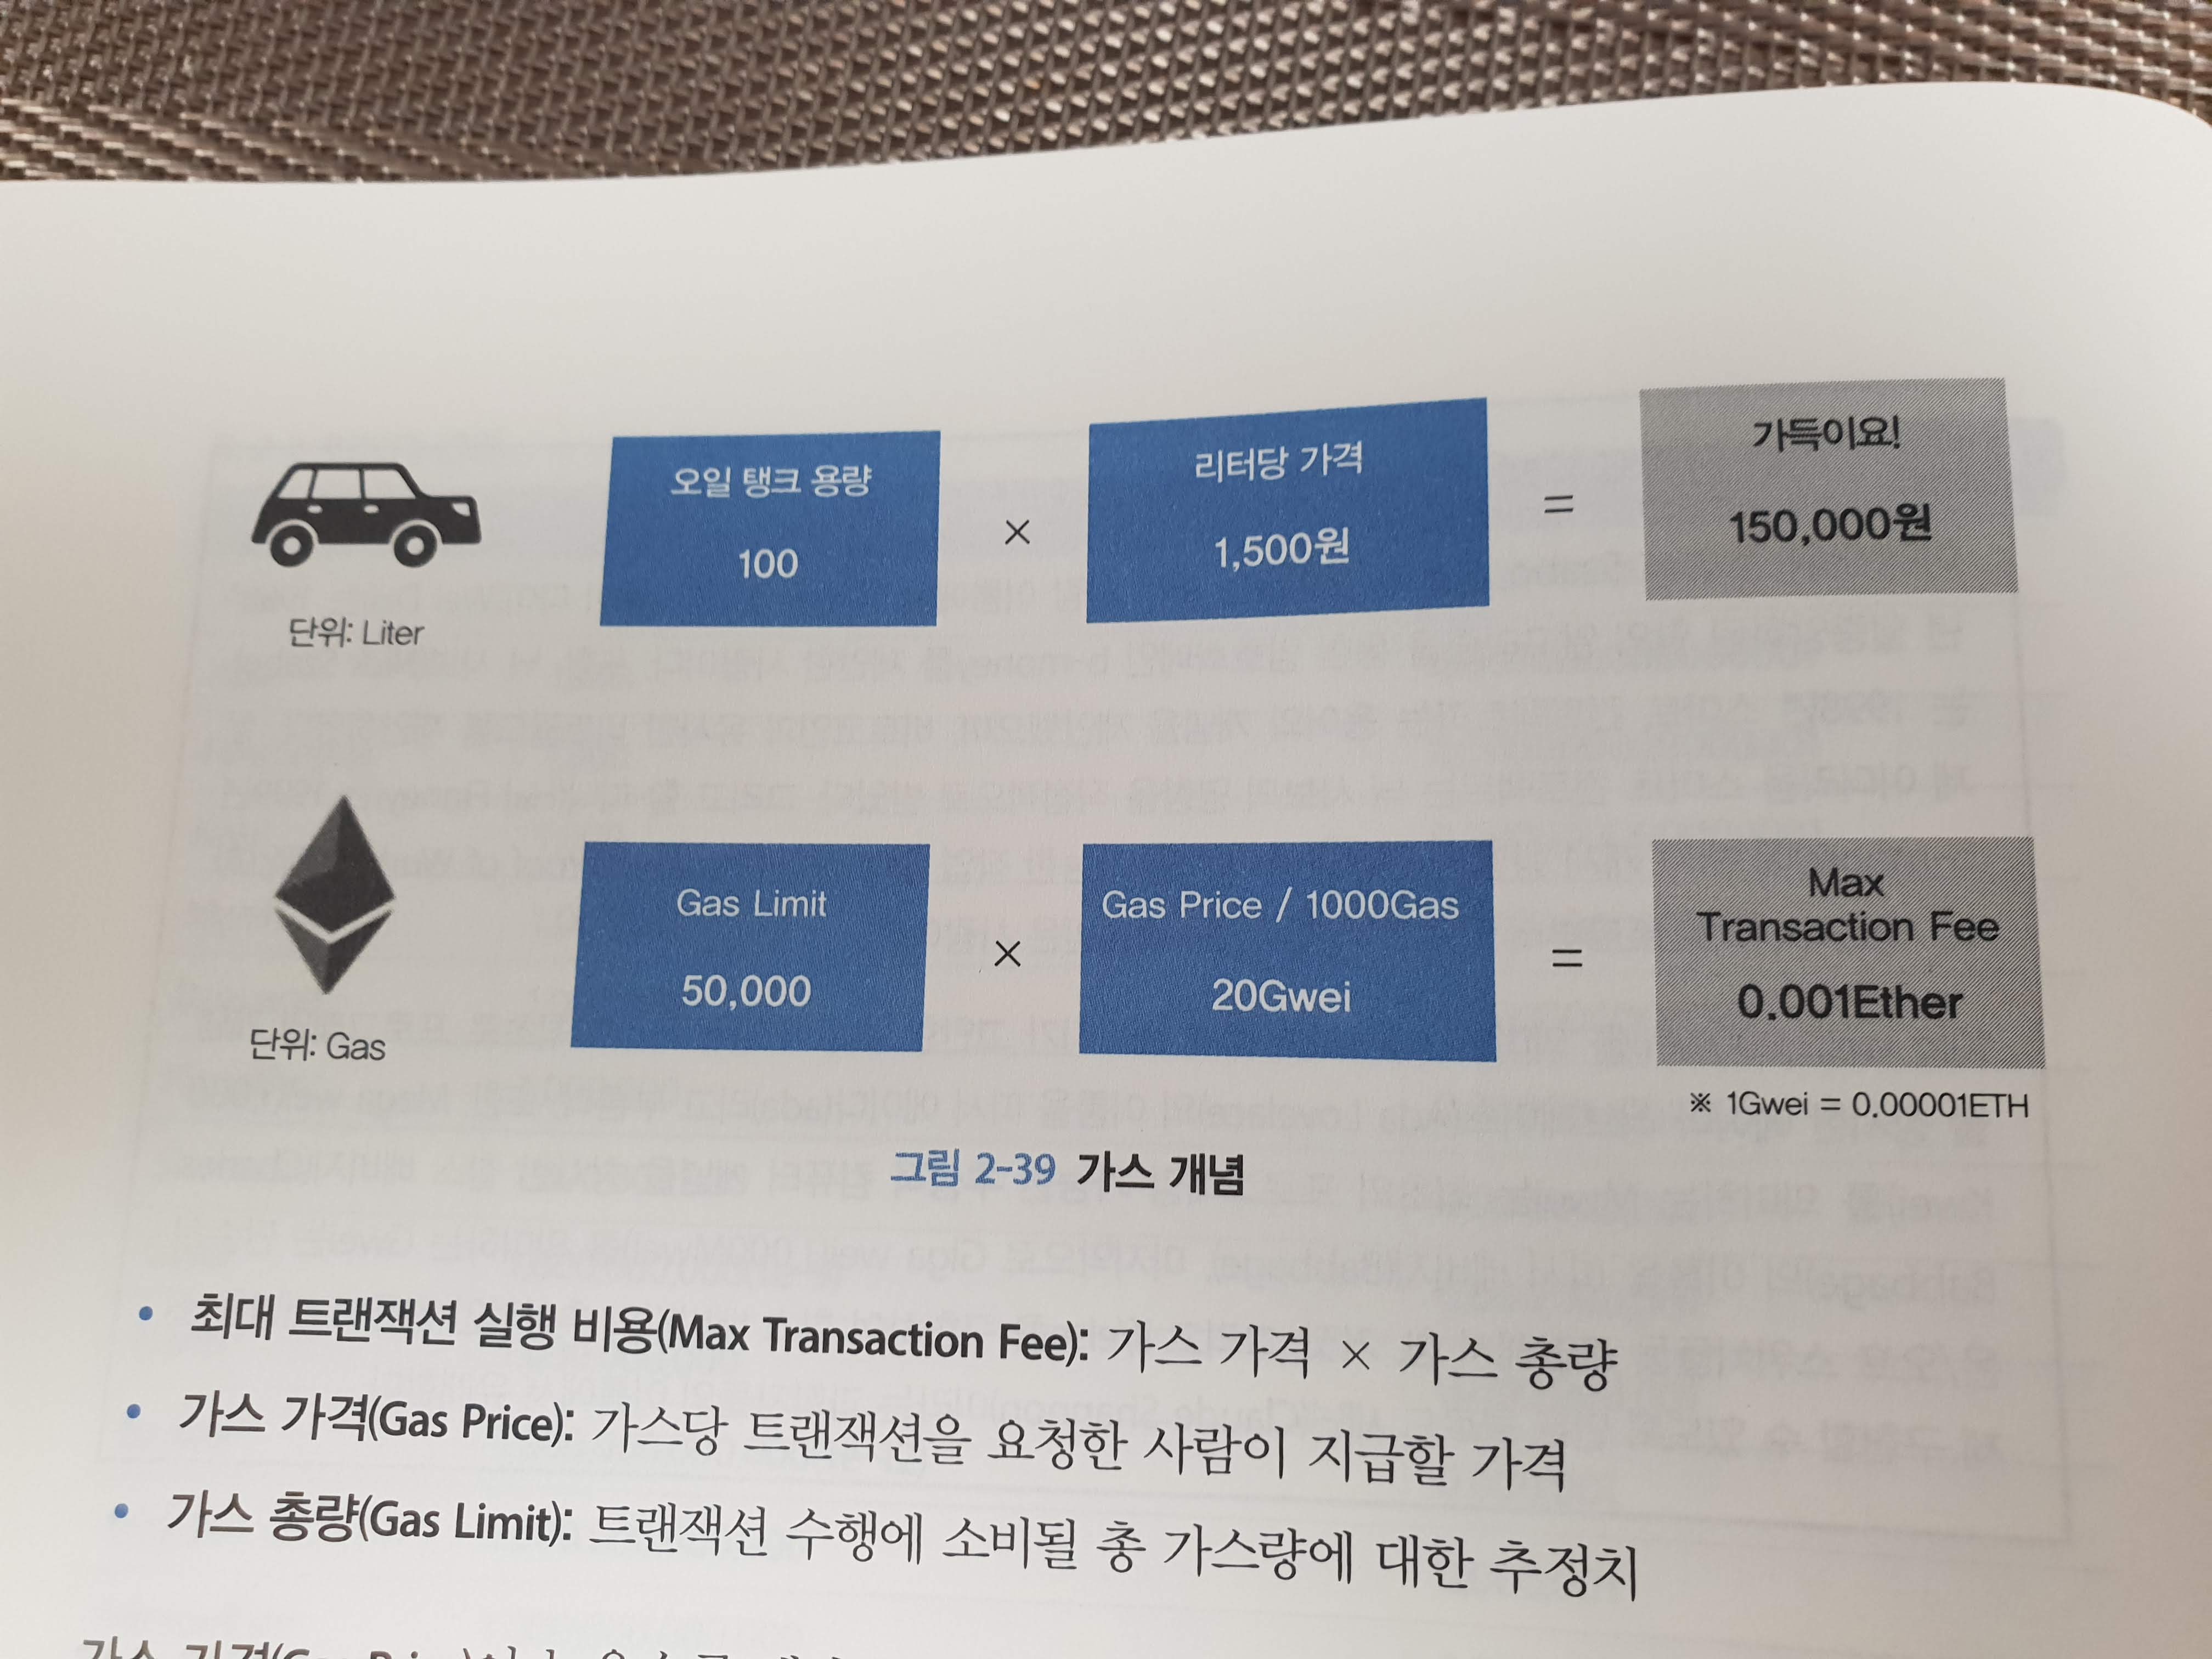 오일 탱크 용량
100
×
리터당 가격
1,500원
=
가득이요!
150,000원
단위: Liter
Gas Limit
50,000
×
Gas Price / 1000Gas
20Gwei
=
Max
Transaction Fee
0.001Ether
단위: Gas
※ 1Gwei = 0.00001ETH
그림 2-39 가스 개념
• 최대 트랜잭션 실행 비용(Max Transaction Fee): 가스 가격 × 가스 총량
• 가스 가격(Gas Price): 가스당 트랜잭션을 요청한 사람이 지급할 가격
• 가스 총량(Gas Limit): 트랜잭션 수행에 소비될 총 가스량에 대한 추정치